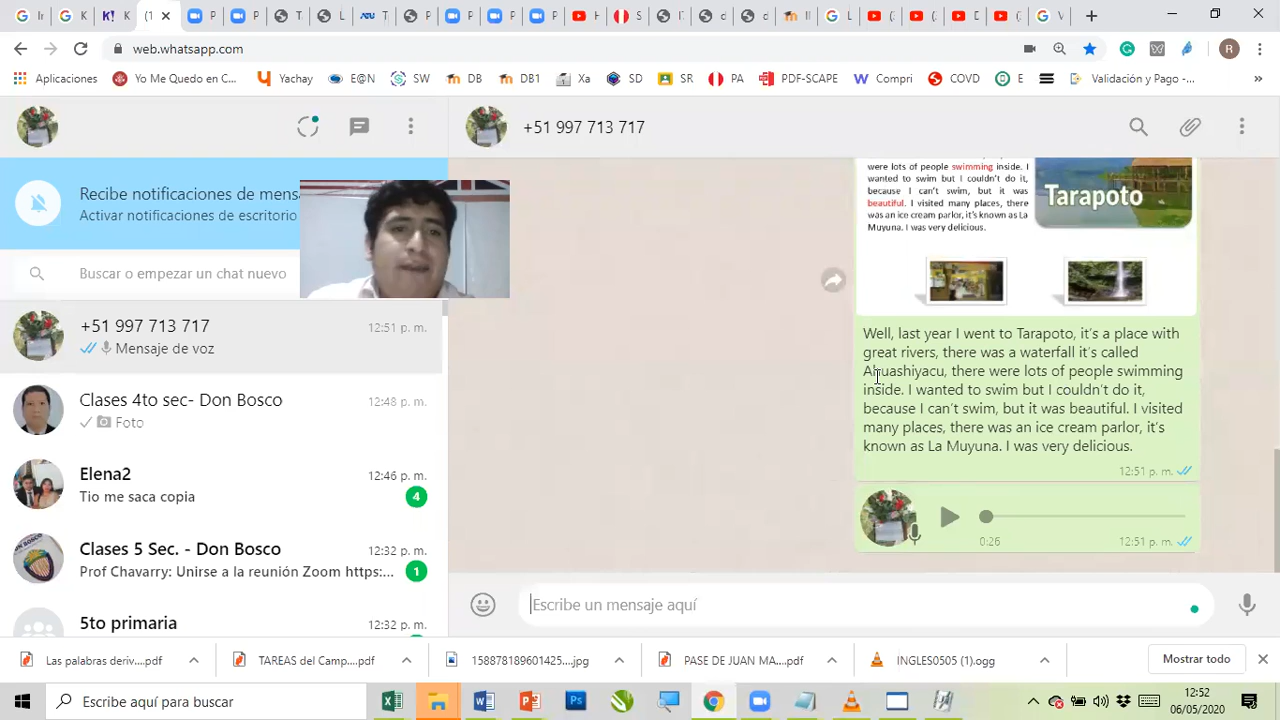 web.whatsapp.com
Aplicaciones
Yo Me Quedo en C...
Yachay
E@N
SW
DB
DB1
Xa
SD
SR
PA
PDF-SCAPE
Compri
COVD
E
Validación y Pago -...
»
R
+51 997 713 717
Recibe notificaciones de mensa
Activar notificaciones de escritorio
Buscar o empezar un chat nuevo
+51 997 713 717
12:51 p. m.
Mensaje de voz
Clases 4to sec- Don Bosco
12:48 p. m.
Foto
Elena2
12:46 p. m.
Tio me saca copia
4
Clases 5 Sec. - Don Bosco
12:32 p. m.
Prof Chavarry: Unirse a la reunión Zoom https:...
1
5to primaria
12:32 p. m.
were lots of people swimming inside. I
wanted to swim but I couldn't do it,
because I can't swim, but it was
beautiful. I visited many places, there
was an ice cream parlor, it's known as La
Muyuna. I was very delicious.
Tarapoto
Well, last year I went to Tarapoto, it's a place with
great rivers, there was a waterfall it's called
Ahuashiyacu, there were lots of people swimming
inside. I wanted to swim but I couldn't do it,
because I can't swim, but it was beautiful. I visited
many places, there was an ice cream parlor, it's
known as La Muyuna. I was very delicious.
12:51 p. m.
0:26
12:51 p. m.
Escribe un mensaje aquí
Las palabras deriv....pdf
TAREAS del Camp....pdf
158878189601425....jpg
PASE DE JUAN MA....pdf
INGLES0505 (1).ogg
Mostrar todo
Escribe aquí para buscar
12:52
06/05/2020